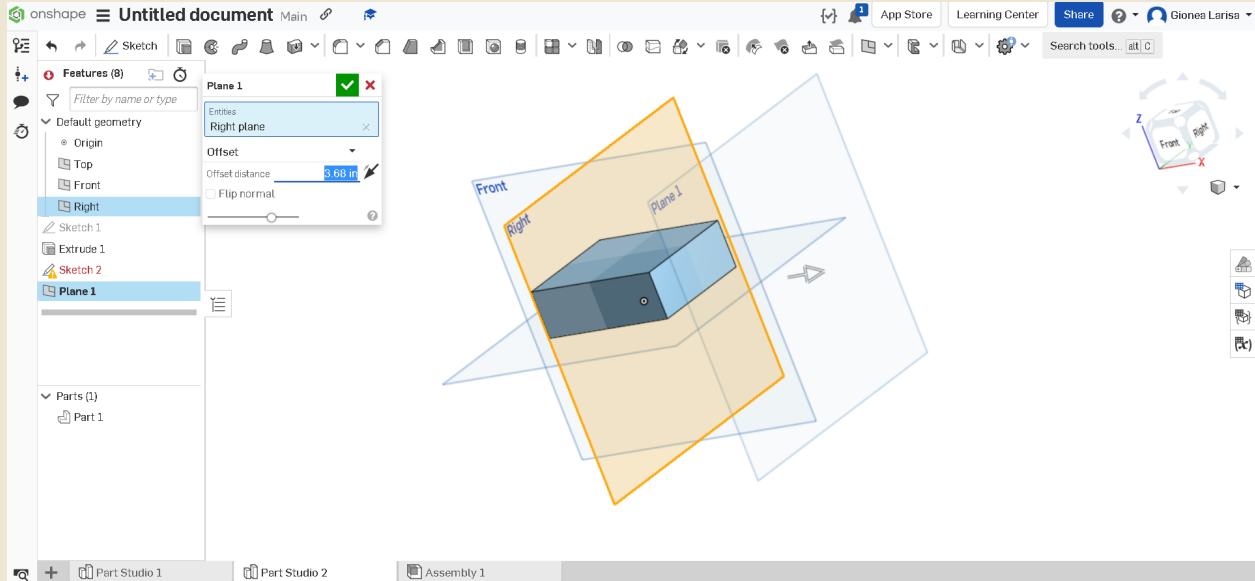 onshape Untitled document Main 1 App Store Learning Center Share Gionea Larisa
Sketch Search tools... alt C
Features (8)
Filter by name or type
Default geometry
Origin
Top
Front
Right
Sketch 1
Extrude 1
Sketch 2
Plane 1
Parts (1)
Part 1
Plane 1
Entities
Right plane
Offset
Offset distance 3.68 in
Flip normal
Front
Right
Plane 1
Z
Front
Right
X
Part Studio 1 Part Studio 2 Assembly 1